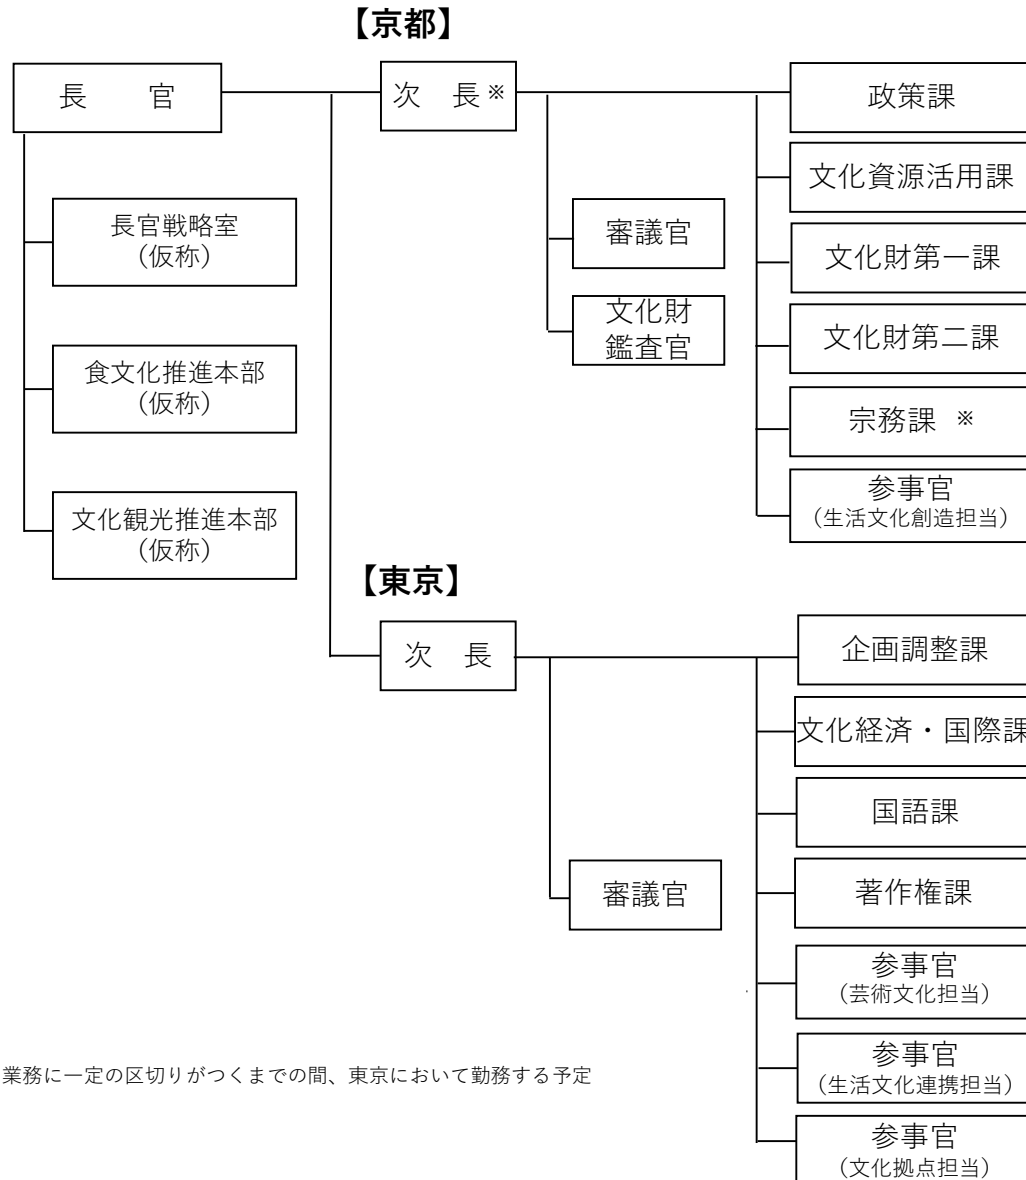 【京都】
長　官
次　長※
政策課
文化資源活用課
文化財第一課
文化財第二課
宗務課 ※
参事官
（生活文化創造担当）
審議官
文化財
鑑査官
長官戦略室
（仮称）
食文化推進本部
（仮称）
文化観光推進本部
（仮称）
【東京】
次　長
審議官
企画調整課
文化経済・国際課
国語課
著作権課
参事官
（芸術文化担当）
参事官
（生活文化連携担当）
参事官
（文化拠点担当）
業務に一定の区切りがつくまでの間、東京において勤務する予定